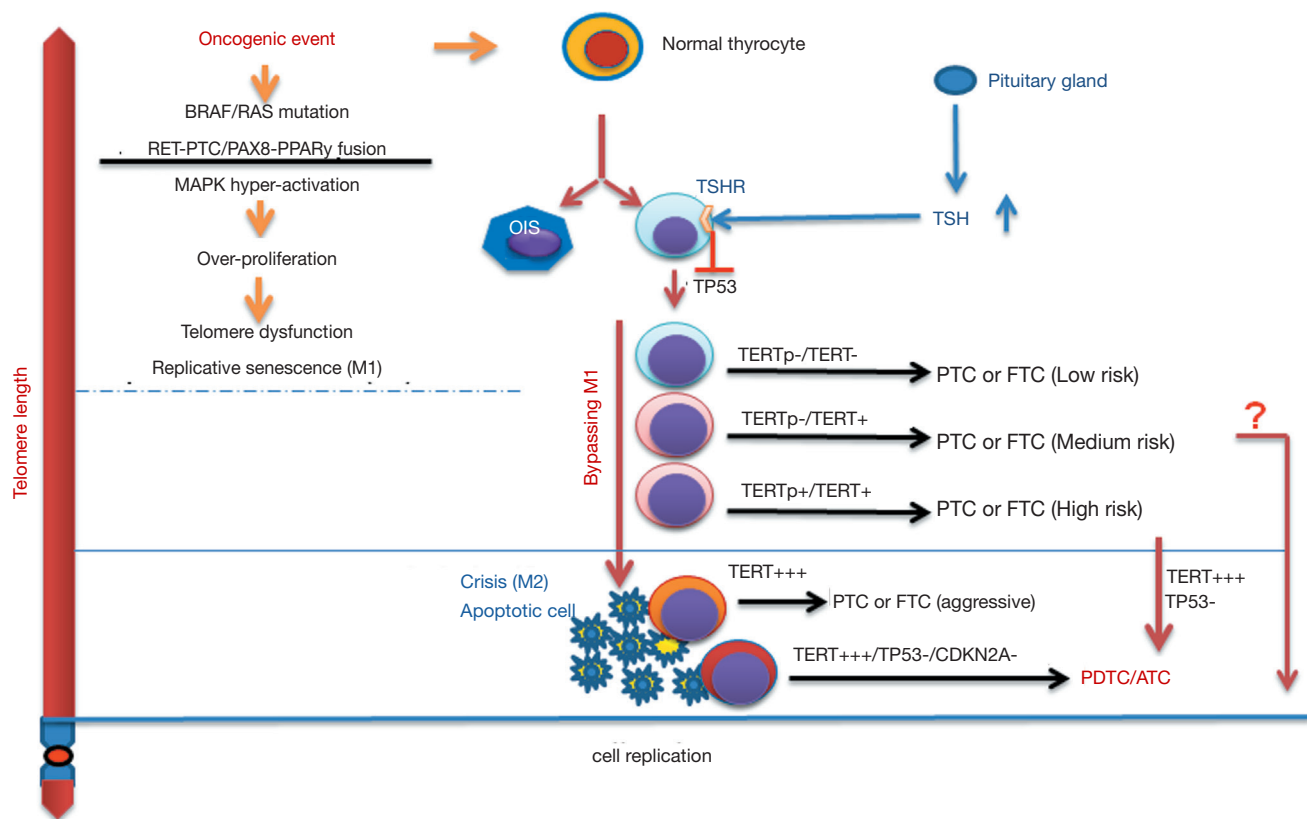 Oncogenic event
BRAF/RAS mutation
RET-PTC/PAX8-PPARγ fusion
MAPK hyper-activation
Over-proliferation
Telomere dysfunction
Replicative senescence (M1)
Telomere length
Normal thyrocyte
Pituitary gland
TSHR
TSH
OIS
TP53
Bypassing M1
TERTp-/TERT-
PTC or FTC (Low risk)
TERTp-/TERT+
PTC or FTC (Medium risk)
?
TERTp+/TERT+
PTC or FTC (High risk)
Crisis (M2)
Apoptotic cell
TERT+++
PTC or FTC (aggressive)
TERT+++
TP53-
TERT+++/TP53-/CDKN2A-
PDTC/ATC
cell replication